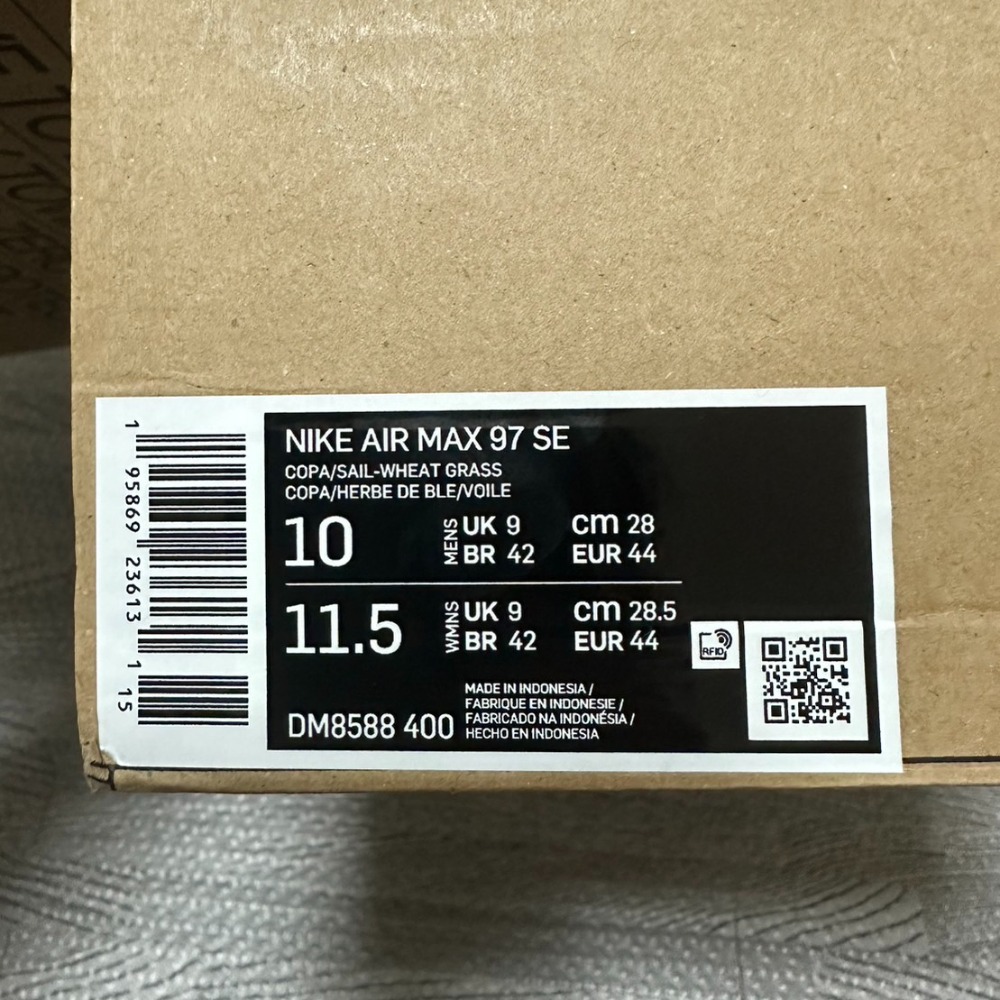 NIKE AIR MAX 97 SE
COPA/SAIL-WHEAT GRASS
COPA/HERBE DE BLE/VOILE
10 MENS UK 9 cm 28
BR 42 EUR 44
11.5 WMNS UK 9 cm 28.5
BR 42 EUR 44
RFID
MADE IN INDONESIA /
FABRIQUE EN INDONESIE /
FABRICADO NA INDONÉSIA /
HECHO EN INDONESIA
DM8588 400
1 95869 23613 1 15